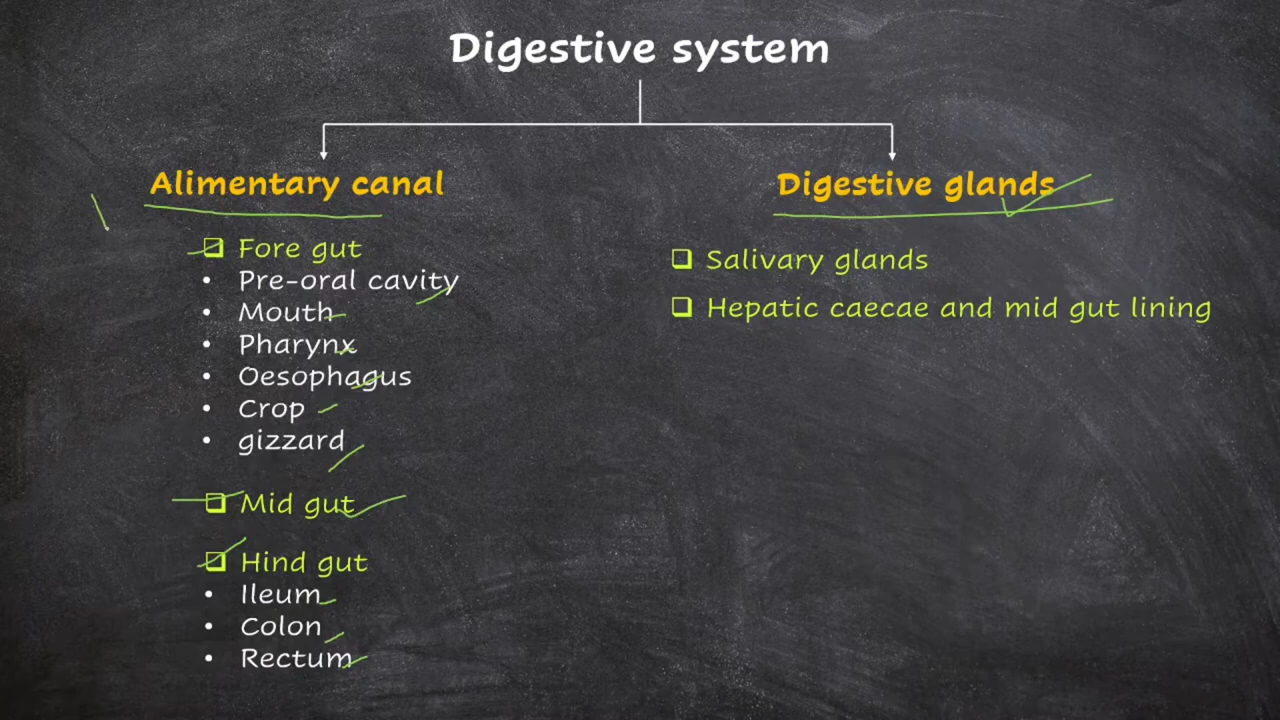 Digestive system
Alimentary canal
Fore gut
Pre-oral cavity
Mouth
Pharynx
Oesophagus
Crop
gizzard
Mid gut
Hind gut
Ileum
Colon
Rectum
Digestive glands
Salivary glands
Hepatic caecae and mid gut lining